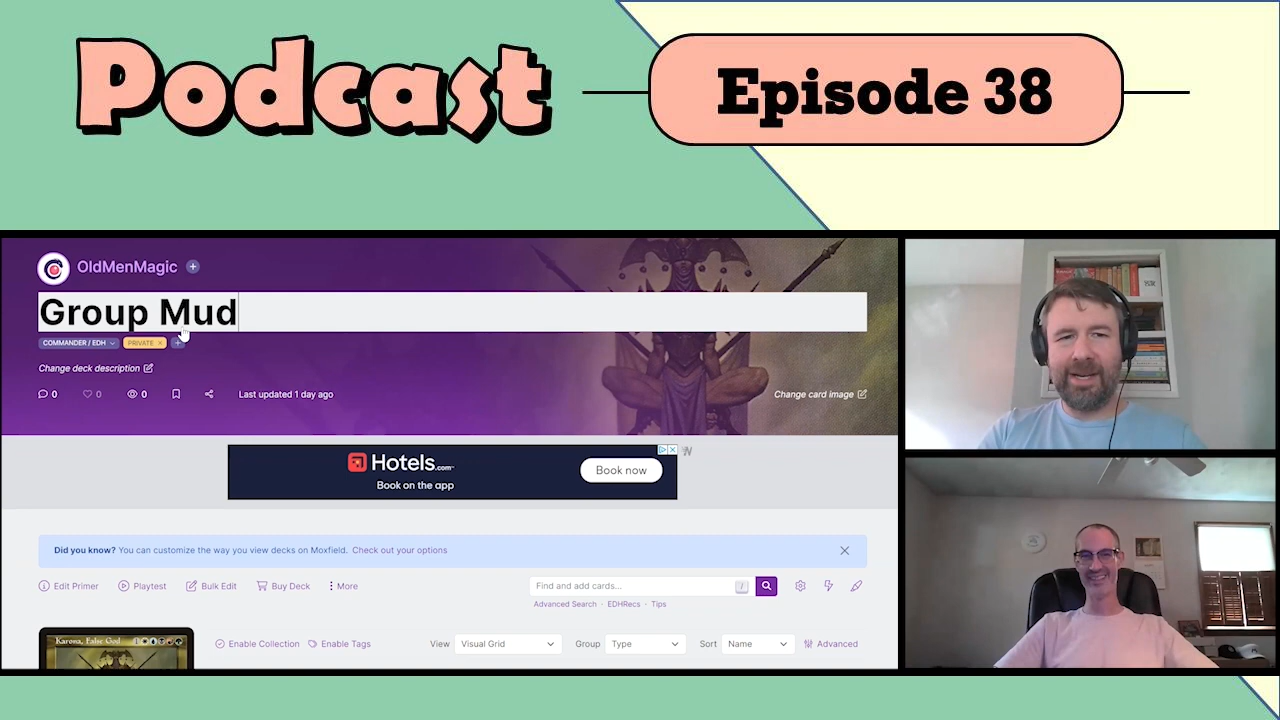 Podcast
Episode 38
OldMenMagic
Group Mud
COMMANDER / EDH
PRIVATE
Change deck description
0
0
0
Last updated 1 day ago
Change card image
Hotels.com
Book on the app
Book now
Did you know? You can customize the way you view decks on Moxfield. Check out your options
Edit Primer
Playtest
Bulk Edit
Buy Deck
More
Find and add cards...
/
Advanced Search · EDHRecs · Tips
Karona, False God
Enable Collection
Enable Tags
View
Visual Grid
Group
Type
Sort
Name
Advanced